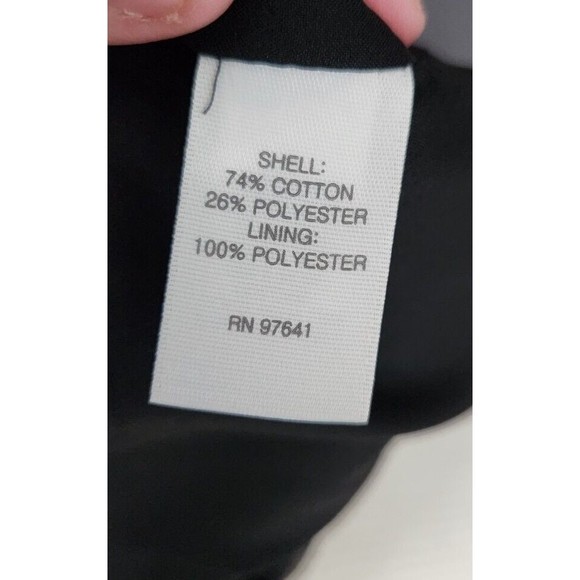 SHELL:
74% COTTON
26% POLYESTER
LINING:
100% POLYESTER
RN 97641